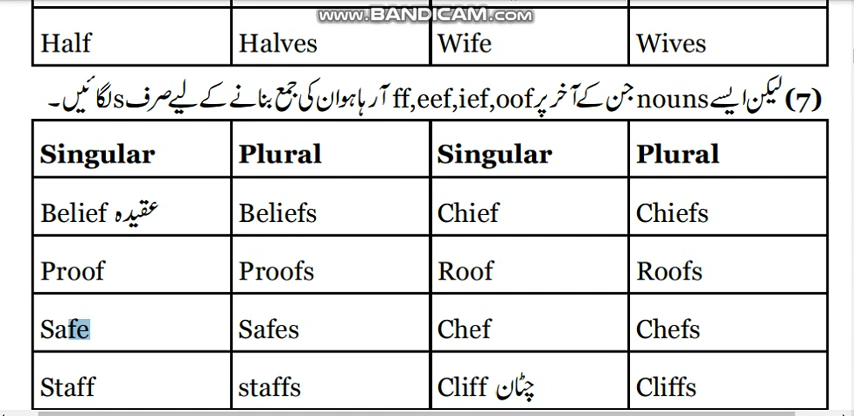 www.BANDICAM.com
Half Halves Wife Wives
(7) لیکن ایسے nouns جن کے آخر پر ff,eef,ief,oof آ رہا ہو ان کی جمع بنانے کے لیے صرف s لگائیں۔
Singular Plural Singular Plural
Belief عقیدہ Beliefs Chief Chiefs
Proof Proofs Roof Roofs
Safe Safes Chef Chefs
Staff staffs Cliff چٹان Cliffs